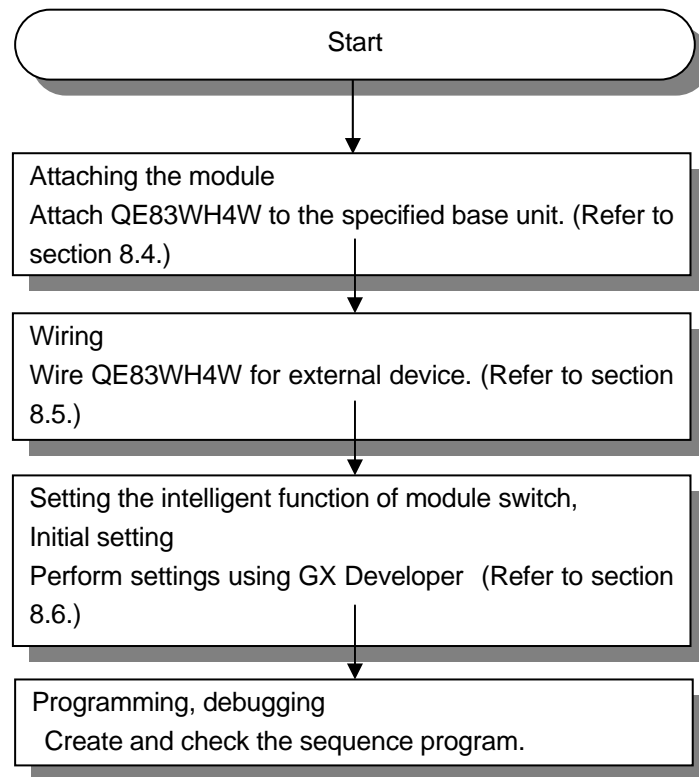 Start
Attaching the module
Attach QE83WH4W to the specified base unit. (Refer to
section 8.4.)
Wiring
Wire QE83WH4W for external device. (Refer to section
8.5.)
Setting the intelligent function of module switch,
Initial setting
Perform settings using GX Developer (Refer to section
8.6.)
Programming, debugging
Create and check the sequence program.